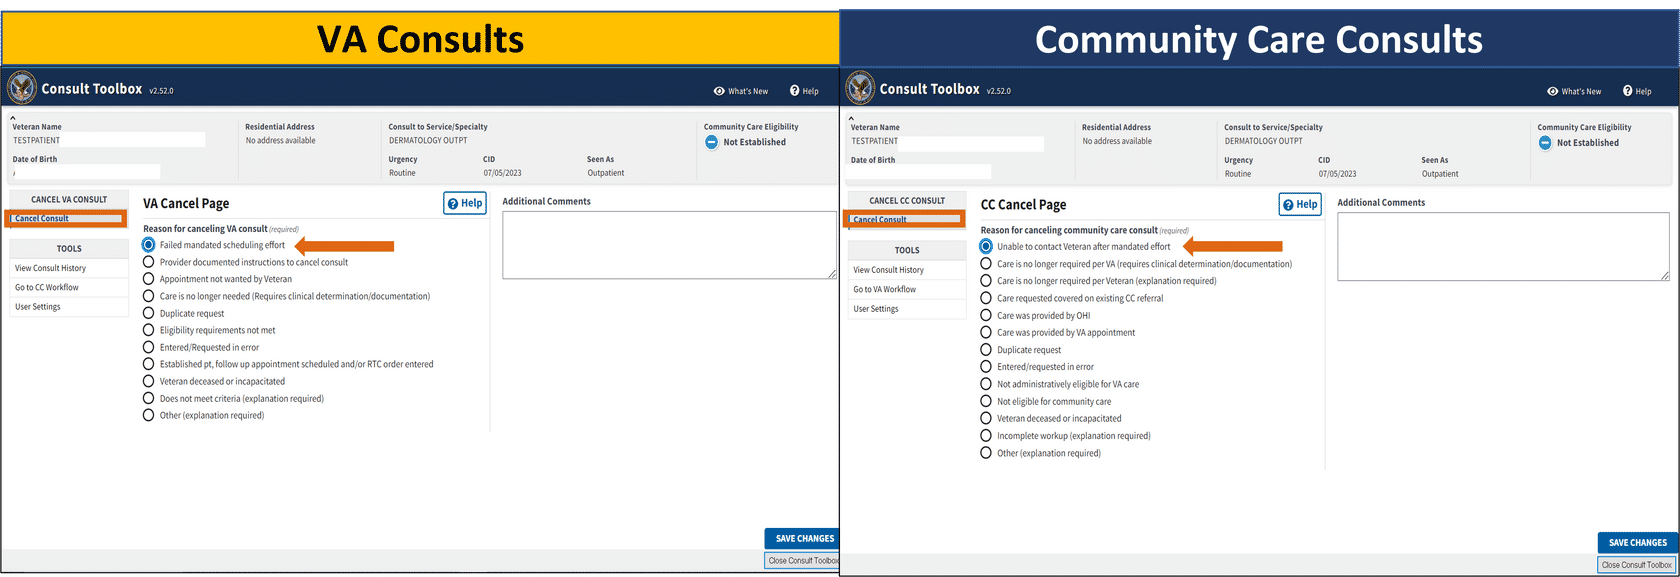 VA Consults
Consult Toolbox v2.52.0
What's New
Help
Veteran Name
TESTPATIENT
Date of Birth
/
Residential Address
No address available
Consult to Service/Specialty
DERMATOLOGY OUTPT
Urgency CID Seen As
Routine 07/05/2023 Outpatient
Community Care Eligibility
Not Established
CANCEL VA CONSULT
Cancel Consult
TOOLS
View Consult History
Go to CC Workflow
User Settings
VA Cancel Page
Help
Reason for canceling VA consult (required)
Failed mandated scheduling effort
Provider documented instructions to cancel consult
Appointment not wanted by Veteran
Care is no longer needed (Requires clinical determination/documentation)
Duplicate request
Eligibility requirements not met
Entered/Requested in error
Established pt, follow up appointment scheduled and/or RTC order entered
Veteran deceased or incapacitated
Does not meet criteria (explanation required)
Other (explanation required)
Additional Comments
SAVE CHANGES
Close Consult Toolbox
Community Care Consults
Consult Toolbox v2.52.0
What's New
Help
Veteran Name
TESTPATIENT
Date of Birth
Residential Address
No address available
Consult to Service/Specialty
DERMATOLOGY OUTPT
Urgency CID Seen As
Routine 07/05/2023 Outpatient
Community Care Eligibility
Not Established
CANCEL CC CONSULT
Cancel Consult
TOOLS
View Consult History
Go to VA Workflow
User Settings
CC Cancel Page
Help
Reason for canceling community care consult (required)
Unable to contact Veteran after mandated effort
Care is no longer required per VA (requires clinical determination/documentation)
Care is no longer required per Veteran (explanation required)
Care requested covered on existing CC referral
Care was provided by OHI
Care was provided by VA appointment
Duplicate request
Entered/requested in error
Not administratively eligible for VA care
Not eligible for community care
Veteran deceased or incapacitated
Incomplete workup (explanation required)
Other (explanation required)
Additional Comments
SAVE CHANGES
Close Consult Toolbox